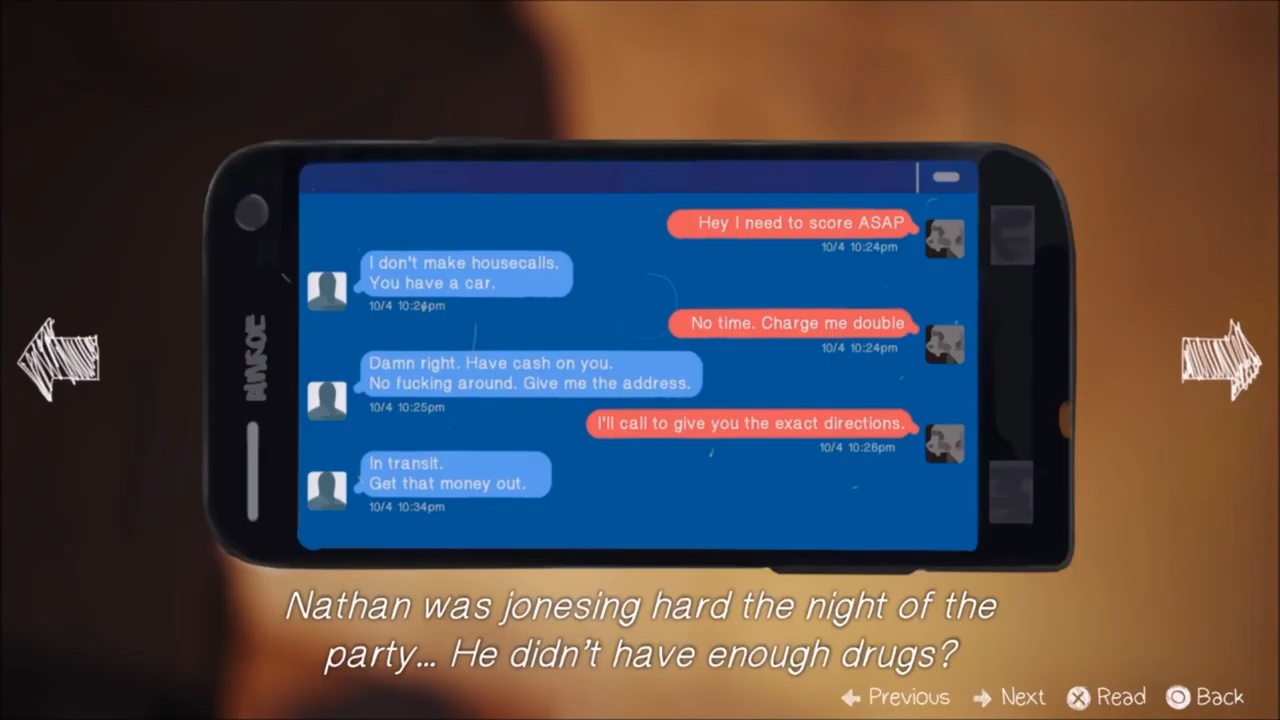 Hey I need to score ASAP
10/4 10:24pm
I don't make housecalls.
You have a car.
10/4 10:24pm
No time. Charge me double
10/4 10:24pm
Damn right. Have cash on you.
No fucking around. Give me the address.
10/4 10:25pm
I'll call to give you the exact directions.
10/4 10:26pm
In transit.
Get that money out.
10/4 10:34pm
Nathan was jonesing hard the night of the
party... He didn't have enough drugs?
Previous Next Read Back